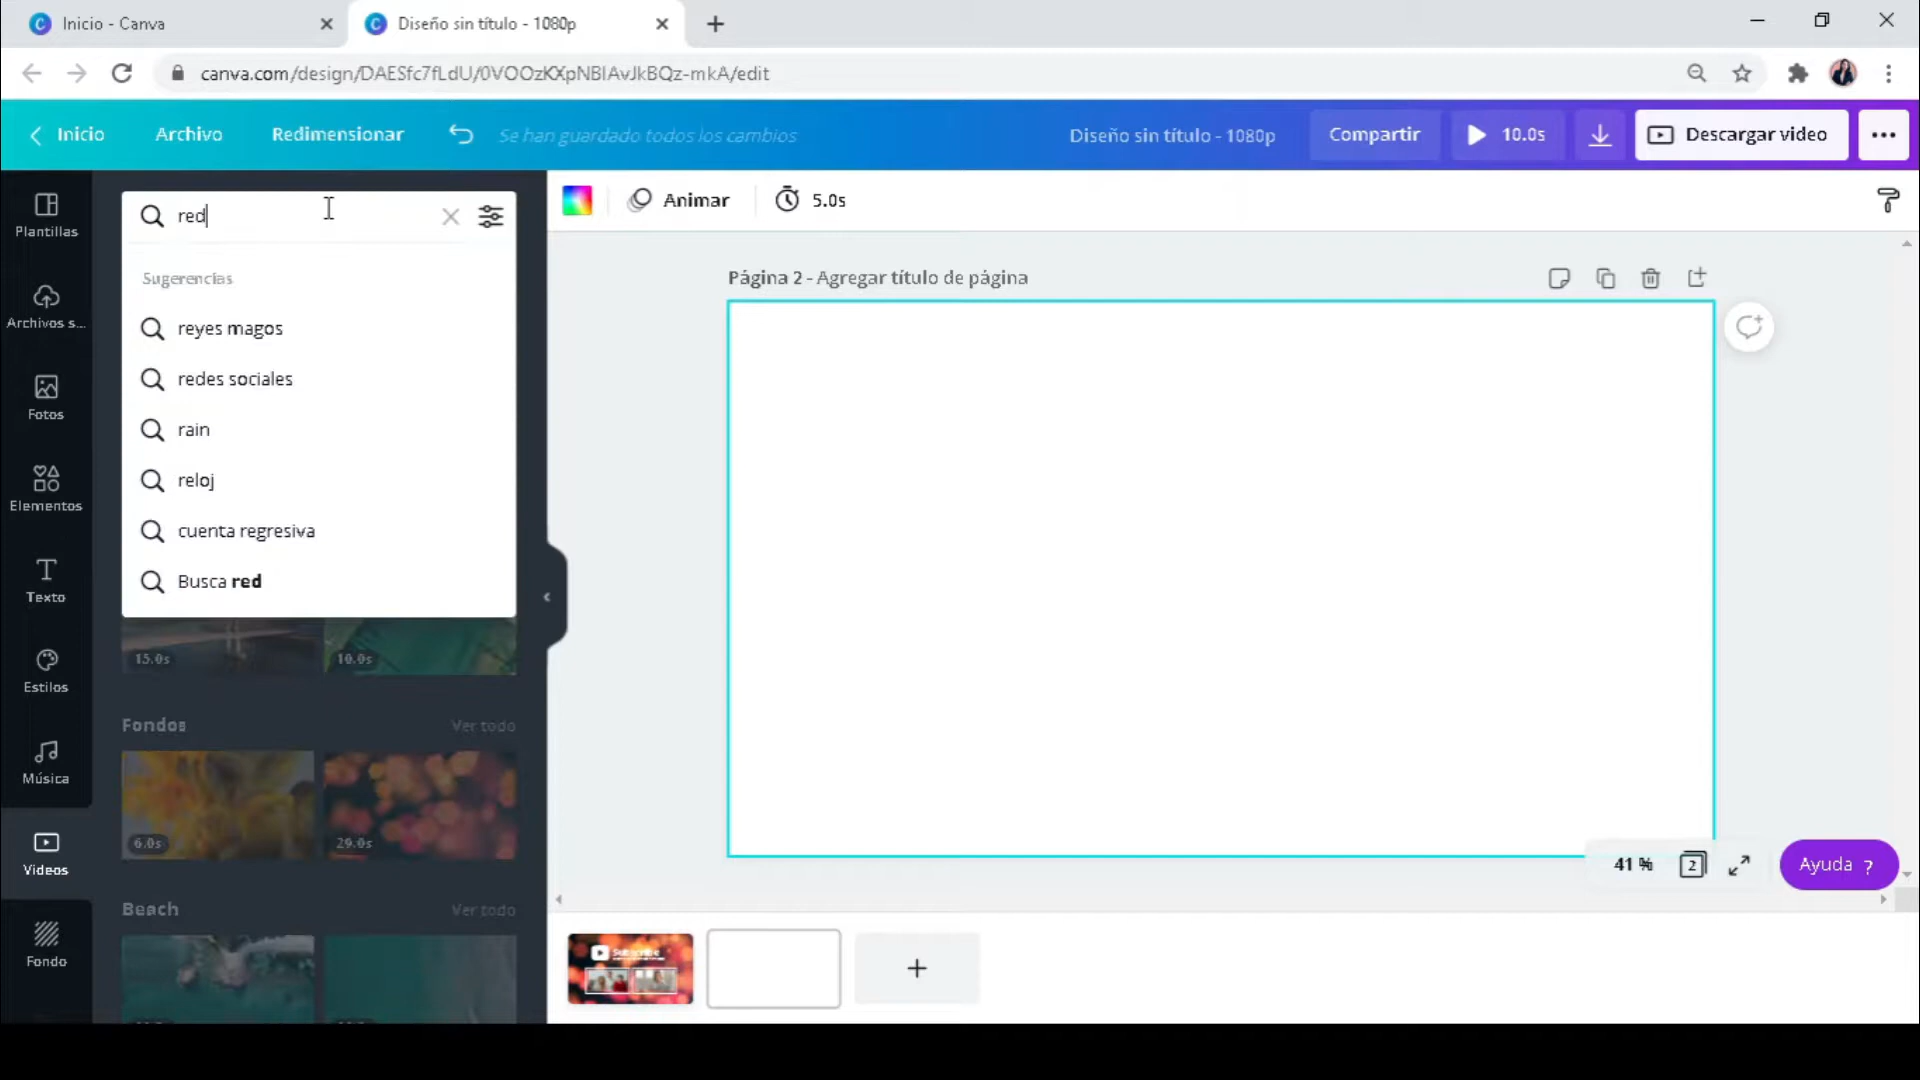 Inicio - Canva
Diseño sin título - 1080p
canva.com/design/DAESfc7fLdU/0VOOzKXpNBIAvJkBQz-mkA/edit
Inicio
Archivo
Redimensionar
Se han guardado todos los cambios
Diseño sin título - 1080p
Compartir
10.0s
Descargar video
Plantillas
Archivos s...
Fotos
Elementos
Texto
Estilos
Música
Videos
Fondo
red
Sugerencias
reyes magos
redes sociales
rain
reloj
cuenta regresiva
Busca red
15.0s
10.0s
Fondos
Ver todo
6.0s
29.0s
Beach
Ver todo
Animar
5.0s
Página 2 - Agregar título de página
41 %
2
Ayuda ?
Subscribe